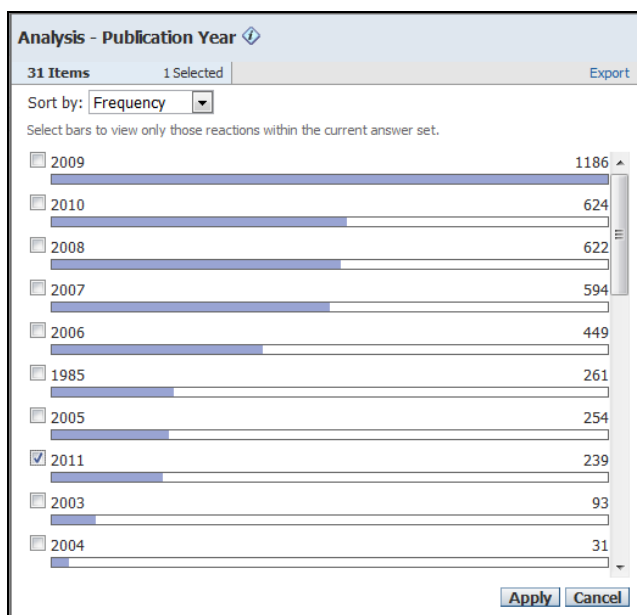 Analysis - Publication Year
31 Items 1 Selected Export
Sort by: Frequency
Select bars to view only those reactions within the current answer set.
2009 1186
2010 624
2008 622
2007 594
2006 449
1985 261
2005 254
2011 239
2003 93
2004 31
Apply Cancel